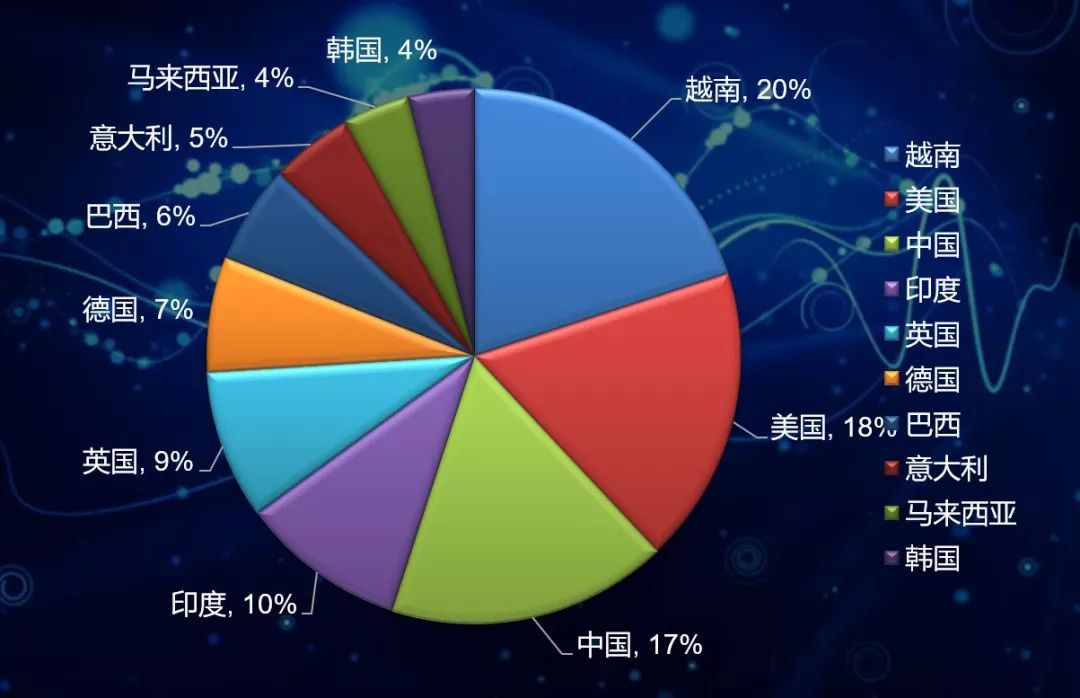 韩国, 4%
马来西亚, 4%
越南, 20%
意大利, 5%
巴西, 6%
德国, 7%
美国, 18%
英国, 9%
印度, 10%
中国, 17%
越南
美国
中国
印度
英国
德国
巴西
意大利
马来西亚
韩国